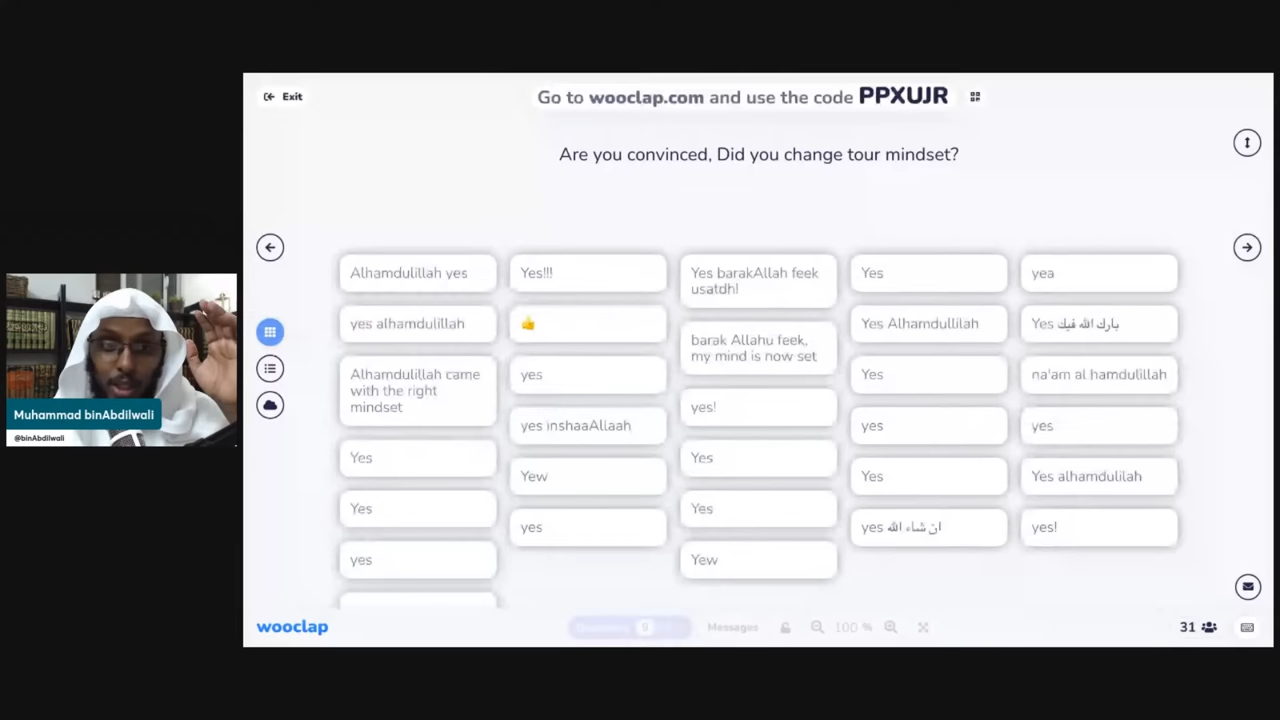 Exit
Go to wooclap.com and use the code PPXUJR
Are you convinced, Did you change tour mindset?
Alhamdulillah yes
yes alhamdulillah
Alhamdulillah came
with the right
mindset
Yes
Yes
yes
Yes!!!
👍
yes
yes inshaaAllaah
Yew
yes
Yes barakAllah feek
usatdh!
barak Allahu feek,
my mind is now set
yes!
Yes
Yes
Yew
Yes
Yes Alhamdullilah
Yes
yes
Yes
yes ان شاء الله
yea
Yes بارك الله فيك
na'am al hamdulillah
yes
Yes alhamdulilah
yes!
Muhammad binAbdilwali
@binAbdilwali
wooclap
9
Messages
100 %
31